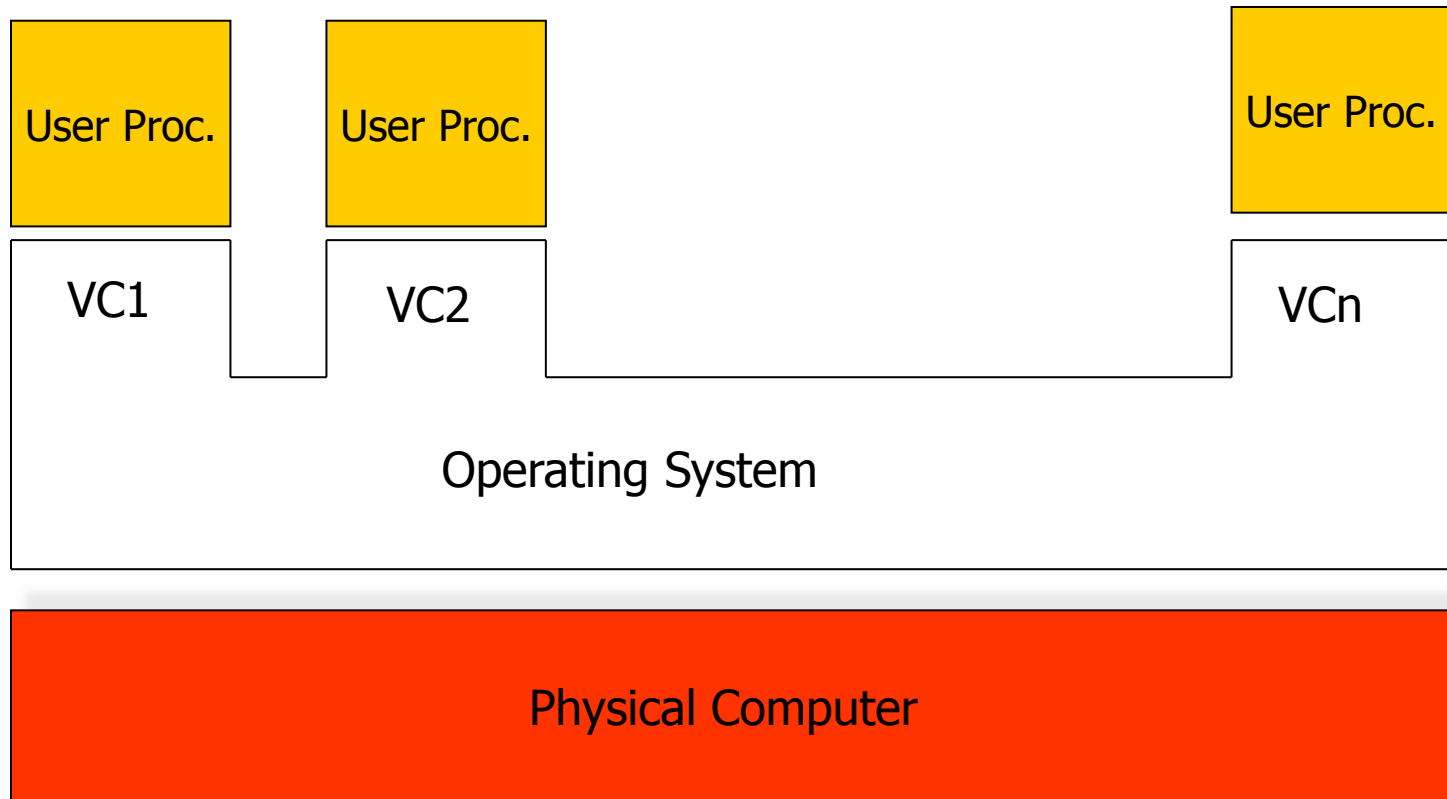 User Proc.
User Proc.
User Proc.
VC1
VC2
VCn
Operating System
Physical Computer